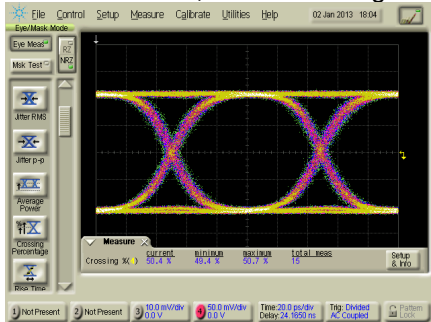 File Control Setup Measure Calibrate Utilities Help 02 Jan 2013 18:04
Eye/Mask Mode
Eye Meas
RZ
NRZ
Msk Test
Jitter RMS
Jitter p-p
Average Power
Crossing Percentage
Rise Time
Measure
current minimum maximum total meas
Crossing %(3) 50.4 % 49.4 % 50.7 % 15
Setup & Info
1) Not Present 2) Not Present 3) 10.0 mV/div 0.0 V 4) 50.0 mV/div 0.0 V Time:20.0 ps/div Delay:24.1650 ns Trig: Divided AC Coupled Pattern Lock